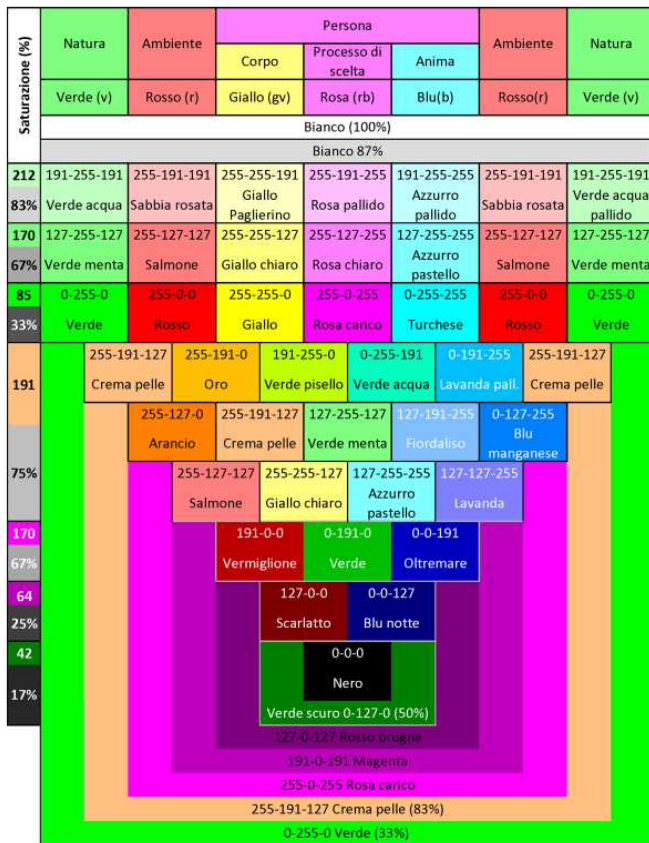 Saturazione (%)
Natura
Ambiente
Persona
Ambiente
Natura
Corpo
Processo di
scelta
Anima
Verde (v)
Rosso (r)
Giallo (gv)
Rosa (rb)
Blu(b)
Rosso(r)
Verde (v)
Bianco (100%)
Bianco 87%
212
191-255-191
255-191-191
255-255-191
255-191-255
191-255-255
255-191-191
191-255-191
83%
Verde acqua
Sabbia rosata
Giallo
Paglierino
Rosa pallido
Azzurro
pallido
Sabbia rosata
Verde acqua
pallido
170
127-255-127
255-127-127
255-255-127
255-127-255
127-255-255
255-127-127
127-255-127
67%
Verde menta
Salmone
Giallo chiaro
Rosa chiaro
Azzurro
pastello
Salmone
Verde menta
85
0-255-0
255-0-0
255-255-0
255-0-255
0-255-255
255-0-0
0-255-0
33%
Verde
Rosso
Giallo
Rosa carico
Turchese
Rosso
Verde
191
255-191-127
255-191-0
191-255-0
0-255-191
0-191-255
255-191-127
Crema pelle
Oro
Verde pisello
Verde acqua
Lavanda pall.
Crema pelle
75%
255-127-0
255-191-127
127-255-127
127-191-255
0-127-255
Arancio
Crema pelle
Verde menta
Fiordaliso
Blu
manganese
255-127-127
255-255-127
127-255-255
127-127-255
Salmone
Giallo chiaro
Azzurro
pastello
Lavanda
170
191-0-0
0-191-0
0-0-191
67%
Vermiglione
Verde
Oltremare
64
127-0-0
0-0-127
25%
Scarlatto
Blu notte
42
0-0-0
17%
Nero
Verde scuro 0-127-0 (50%)
127-0-127 Rosso prugna
191-0-191 Magenta
255-0-255 Rosa carico
255-191-127 Crema pelle (83%)
0-255-0 Verde (33%)